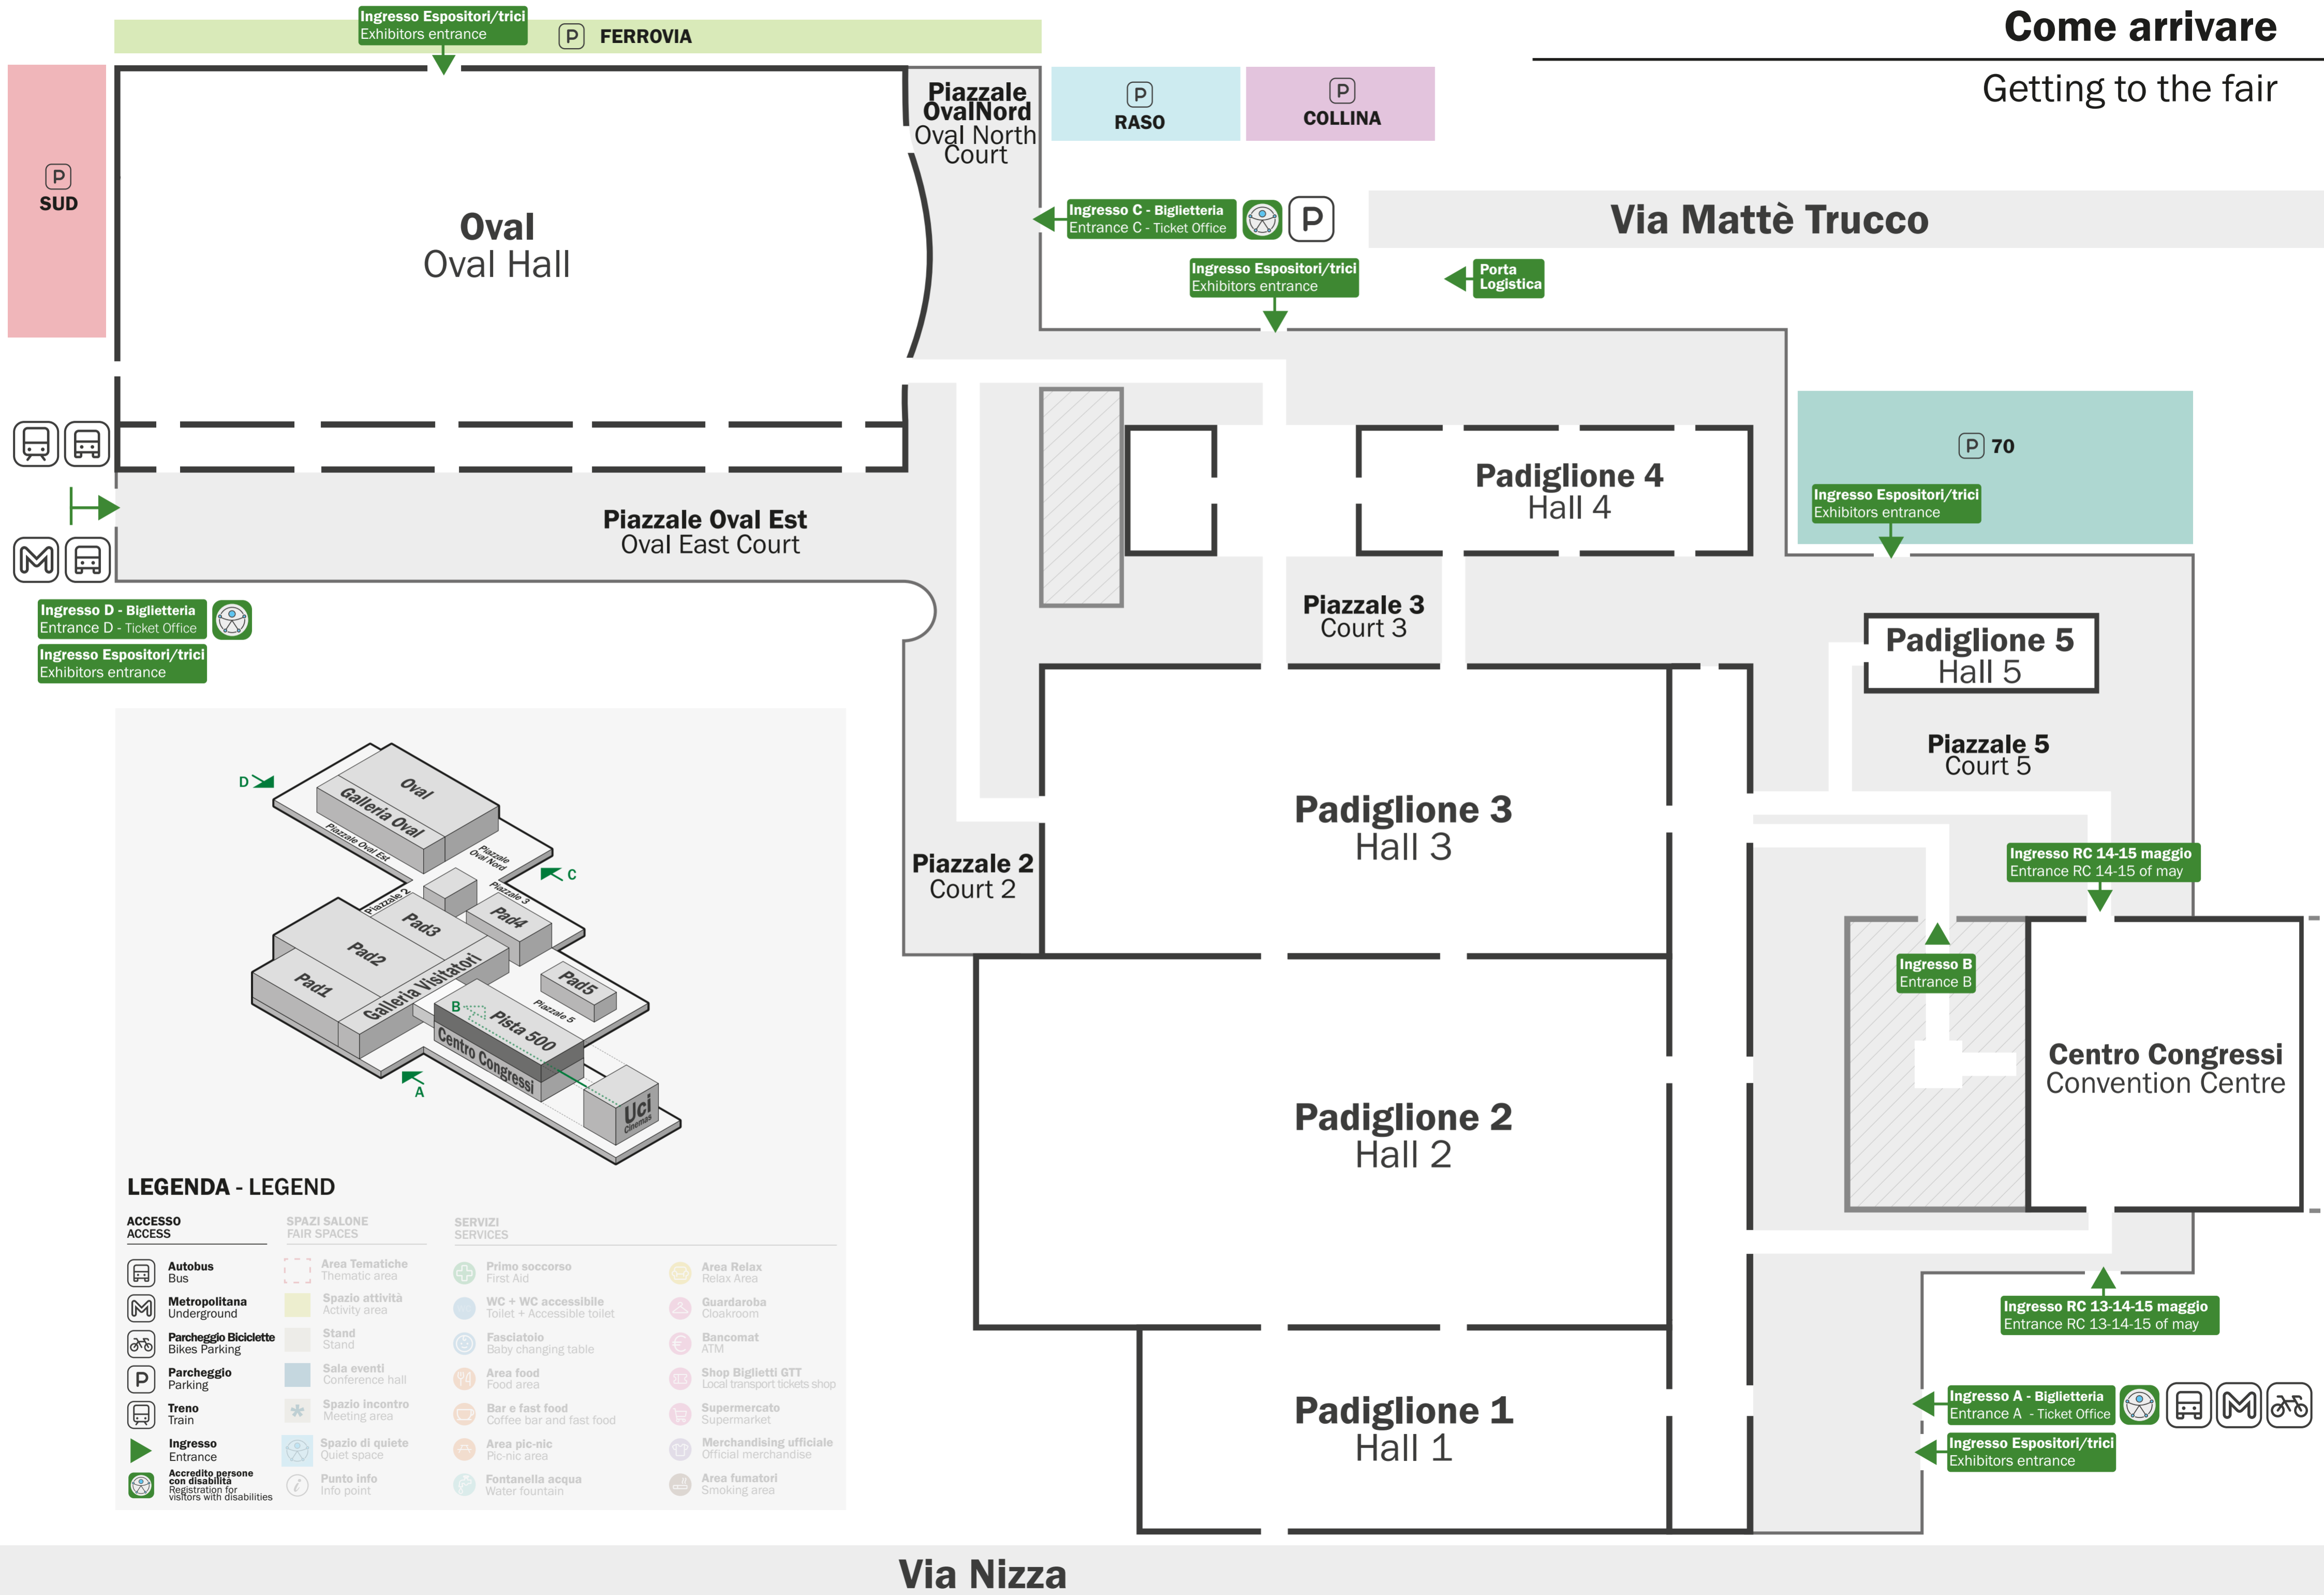 Come arrivare
Getting to the fair
Ingresso Espositori/trici
Exhibitors entrance
P FERROVIA
P
SUD
Oval
Oval Hall
Piazzale
OvalNord
Oval North
Court
P
RASO
P
COLLINA
Ingresso C - Biglietteria
Entrance C - Ticket Office
P
Via Mattè Trucco
Ingresso Espositori/trici
Exhibitors entrance
Porta
Logistica
P 70
Ingresso Espositori/trici
Exhibitors entrance
Padiglione 4
Hall 4
Piazzale Oval Est
Oval East Court
M
Ingresso D - Biglietteria
Entrance D - Ticket Office
Ingresso Espositori/trici
Exhibitors entrance
Piazzale 3
Court 3
Padiglione 5
Hall 5
Piazzale 5
Court 5
Padiglione 3
Hall 3
Piazzale 2
Court 2
Ingresso RC 14-15 maggio
Entrance RC 14-15 of may
Ingresso B
Entrance B
Centro Congressi
Convention Centre
Padiglione 2
Hall 2
Ingresso RC 13-14-15 maggio
Entrance RC 13-14-15 of may
Ingresso A - Biglietteria
Entrance A - Ticket Office
M
Ingresso Espositori/trici
Exhibitors entrance
Padiglione 1
Hall 1
D
Oval
Galleria Oval
Piazzale Oval Est
Piazzale
Oval Nord
C
Piazzale 2
Piazzale 3
Pad3
Pad4
Pad2
Pad1
Galleria Visitatori
Pad5
Piazzale 5
B
Pista 500
Centro Congressi
A
Uci
Cinemas
LEGENDA - LEGEND
ACCESSO
ACCESS
Autobus
Bus
M
Metropolitana
Underground
Parcheggio Biciclette
Bikes Parking
P
Parcheggio
Parking
Treno
Train
Ingresso
Entrance
Accredito persone
con disabilità
Registration for
visitors with disabilities
SPAZI SALONE
FAIR SPACES
Area Tematiche
Thematic area
Spazio attività
Activity area
Stand
Stand
Sala eventi
Conference hall
*
Spazio incontro
Meeting area
Spazio di quiete
Quiet space
i
Punto info
Info point
SERVIZI
SERVICES
Primo soccorso
First Aid
WC + WC accessibile
Toilet + Accessible toilet
Fasciatoio
Baby changing table
Area food
Food area
Bar e fast food
Coffee bar and fast food
Area pic-nic
Pic-nic area
Fontanella acqua
Water fountain
Area Relax
Relax Area
Guardaroba
Cloakroom
€
Bancomat
ATM
Shop Biglietti GTT
Local transport tickets shop
Supermercato
Supermarket
Merchandising ufficiale
Official merchandise
Area fumatori
Smoking area
Via Nizza